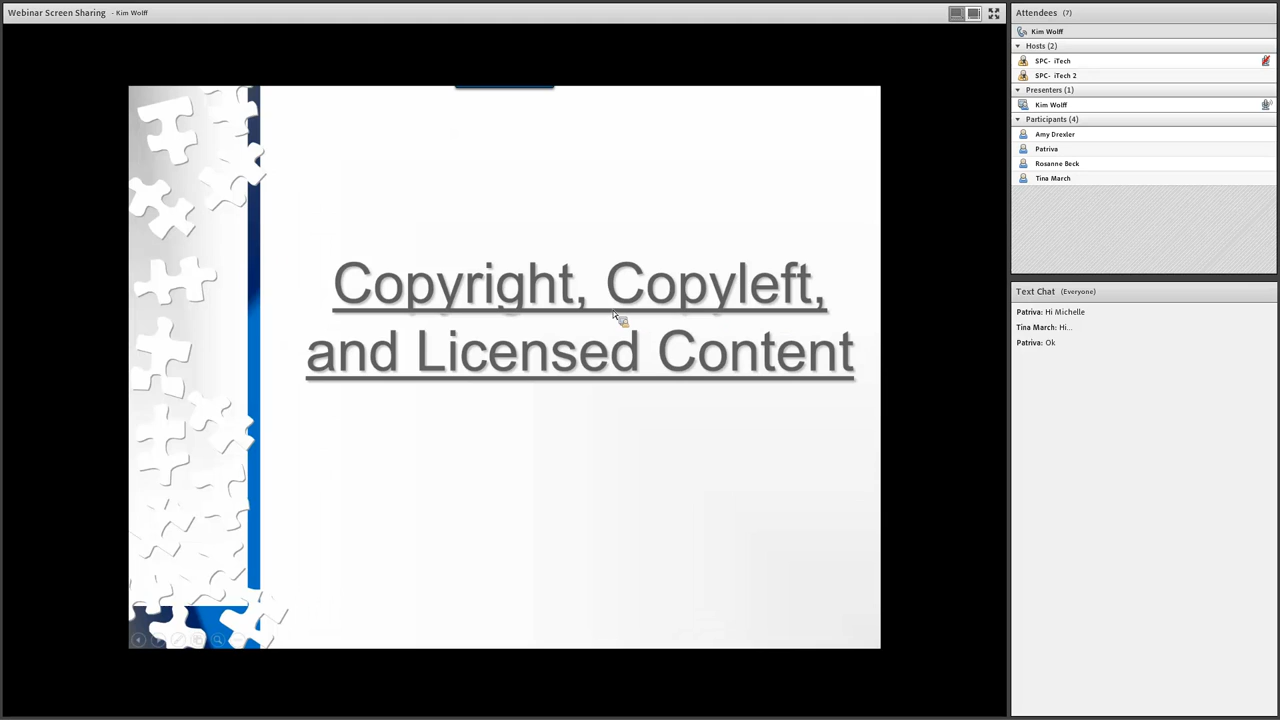 Webinar Screen Sharing - Kim Wolff
Copyright, Copyleft,
and Licensed Content
Attendees (7)
Kim Wolff
Hosts (2)
SPC- iTech
SPC- iTech 2
Presenters (1)
Kim Wolff
Participants (4)
Amy Drexler
Patriva
Rosanne Beck
Tina March
Text Chat (Everyone)
Patriva: Hi Michelle
Tina March: Hi...
Patriva: Ok